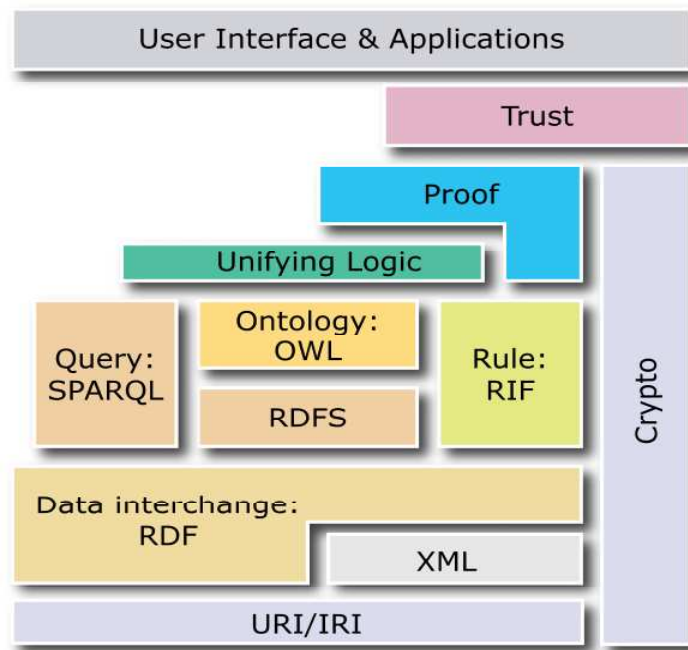 User Interface & Applications
Trust
Proof
Unifying Logic
Query:
SPARQL
Ontology:
OWL
RDFS
Rule:
RIF
Crypto
Data interchange:
RDF
XML
URI/IRI